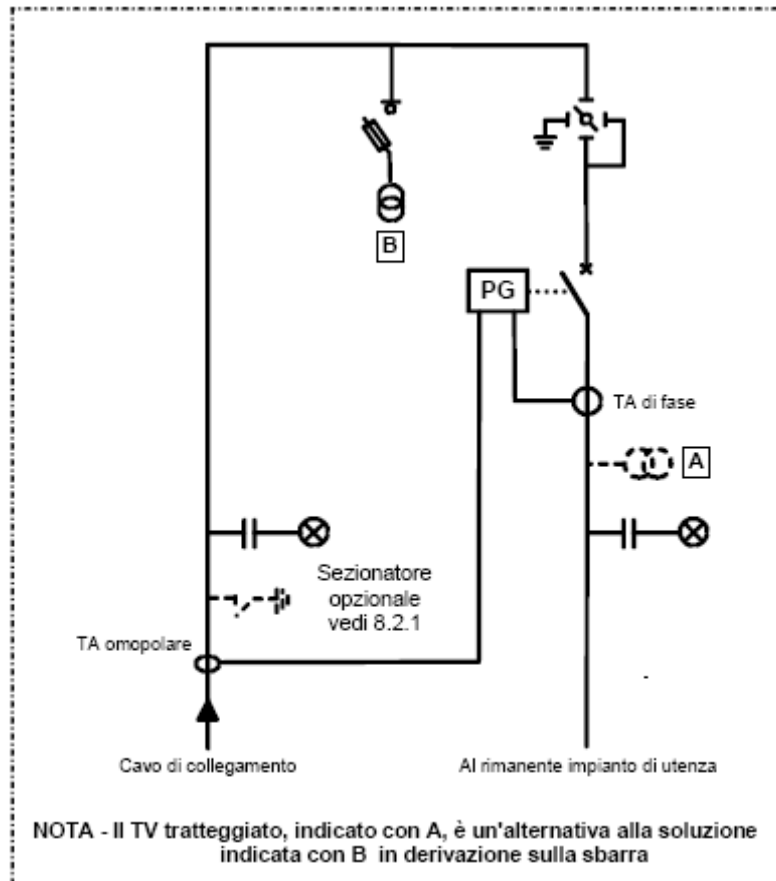 B
PG
TA di fase
A
Sezionatore
opzionale
vedi 8.2.1
TA omopolare
Cavo di collegamento
Al rimanente impianto di utenza
NOTA - Il TV tratteggiato, indicato con A, è un'alternativa alla soluzione
indicata con B in derivazione sulla sbarra